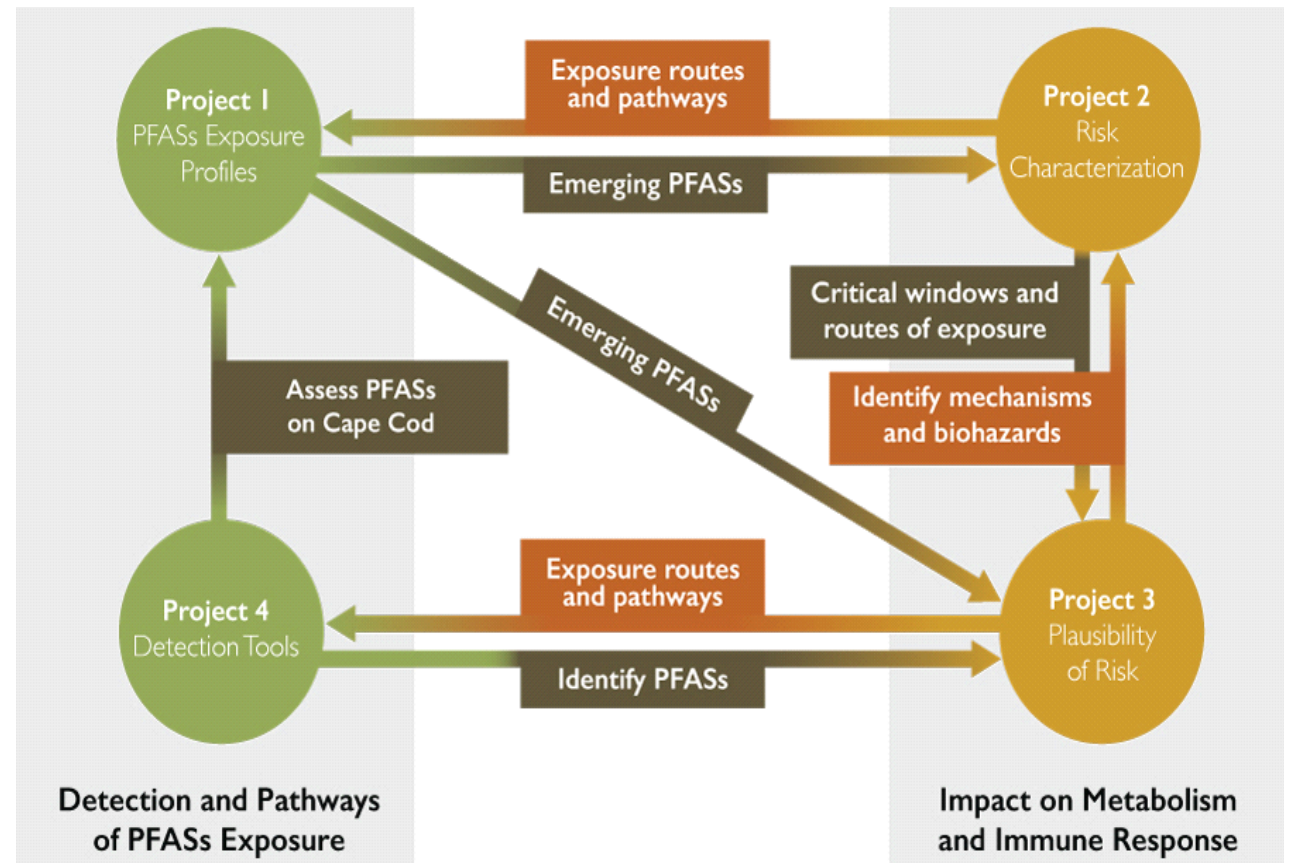 Project 1
PFASs Exposure
Profiles
Exposure routes
and pathways
Emerging PFASs
Project 2
Risk
Characterization
Emerging PFASs
Critical windows and
routes of exposure
Identify mechanisms
and biohazards
Assess PFASs
on Cape Cod
Project 4
Detection Tools
Exposure routes
and pathways
Identify PFASs
Project 3
Plausibility
of Risk
Detection and Pathways
of PFASs Exposure
Impact on Metabolism
and Immune Response